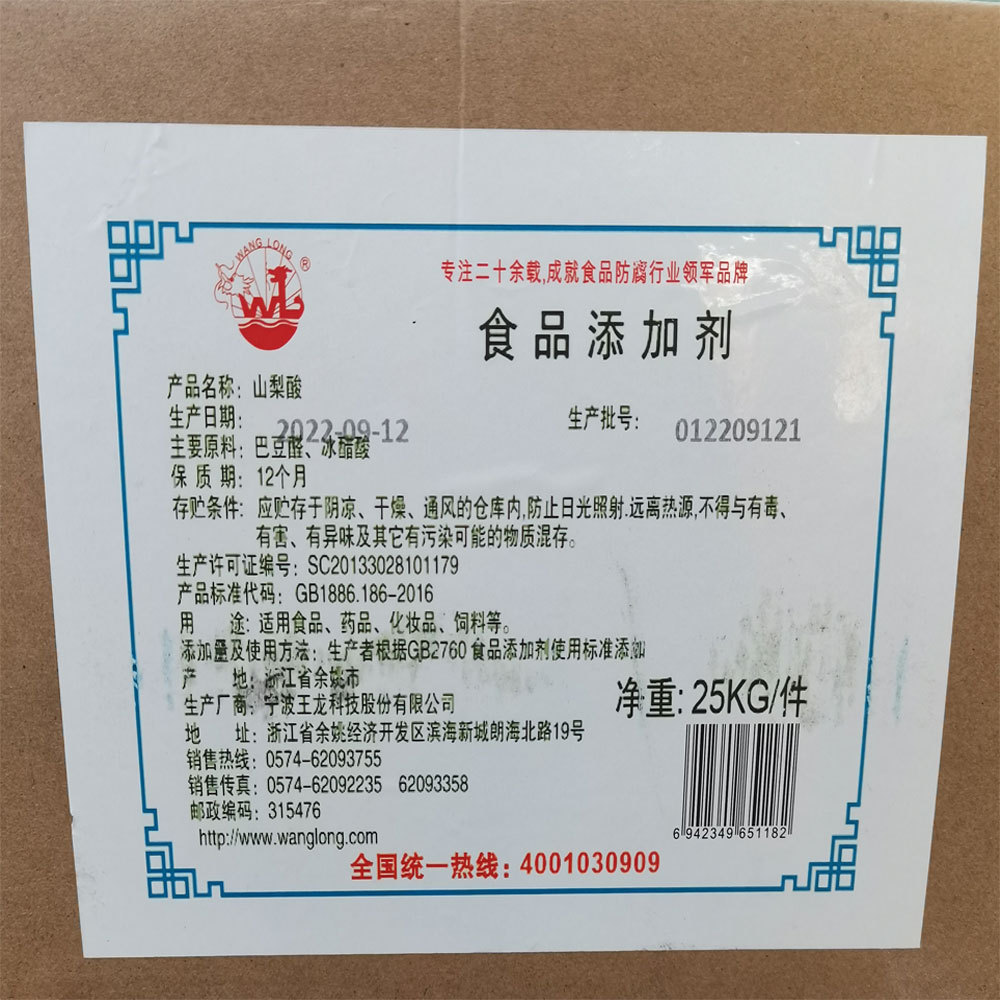 WANG LONG ®
WL
专注二十余载,成就食品防腐行业领军品牌
食品添加剂
产品名称: 山梨酸
生产日期: 2022-09-12 生产批号: 012209121
主要原料: 巴豆醛、冰醋酸
保质期: 12个月
存贮条件: 应贮存于阴凉、干燥、通风的仓库内,防止日光照射.远离热源,不得与有毒、
有害、有异味及其它有污染可能的物质混存。
生产许可证编号: SC20133028101179
产品标准代码: GB1886.186-2016
用 途: 适用食品、药品、化妆品、饲料等。
添加量及使用方法: 生产者根据GB2760 食品添加剂使用标准添加
产 地: 浙江省余姚市
生产厂商: 宁波王龙科技股份有限公司
净重: 25KG/件
地 址: 浙江省余姚经济开发区滨海新城朗海北路19号
销售热线: 0574-62093755
销售传真: 0574-62092235 62093358
邮政编码: 315476
http://www.wanglong.com
6 942349 651182
全国统一热线: 4001030909